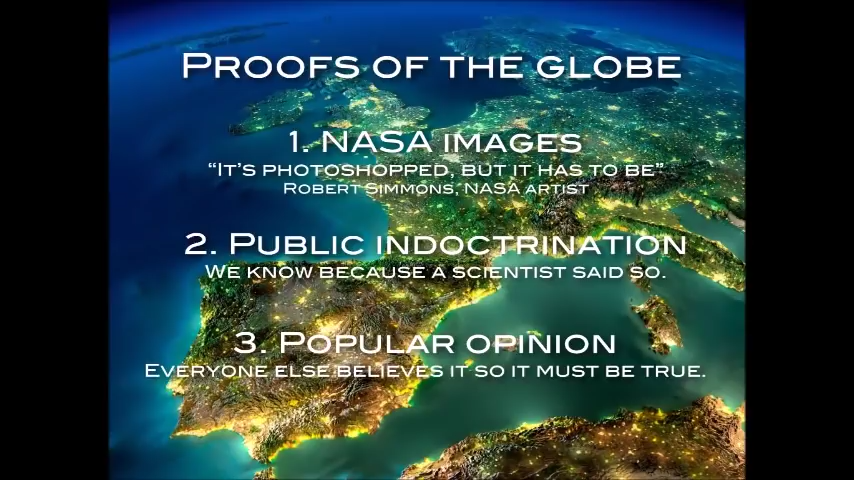 Proofs of the globe
1. NASA images
"It's photoshopped, but it has to be"
Robert Simmons, NASA artist
2. Public indoctrination
We know because a scientist said so.
3. Popular opinion
Everyone else believes it so it must be true.